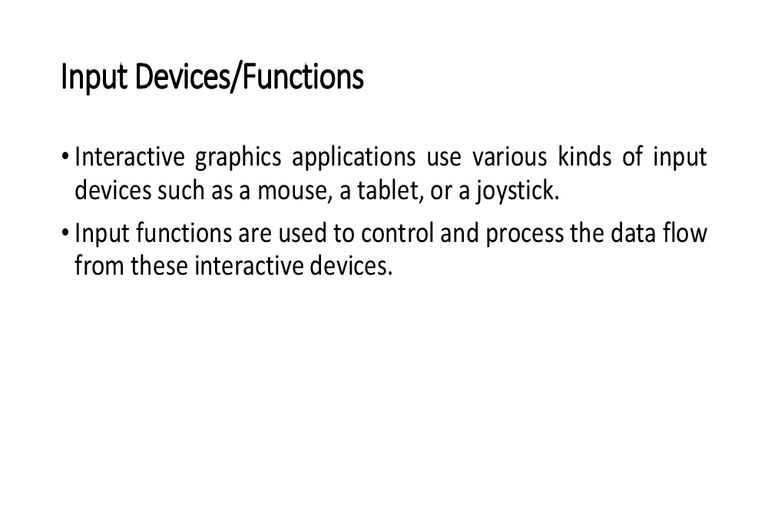 Input Devices/Functions
• Interactive graphics applications use various kinds of input
devices such as a mouse, a tablet, or a joystick.
• Input functions are used to control and process the data flow
from these interactive devices.